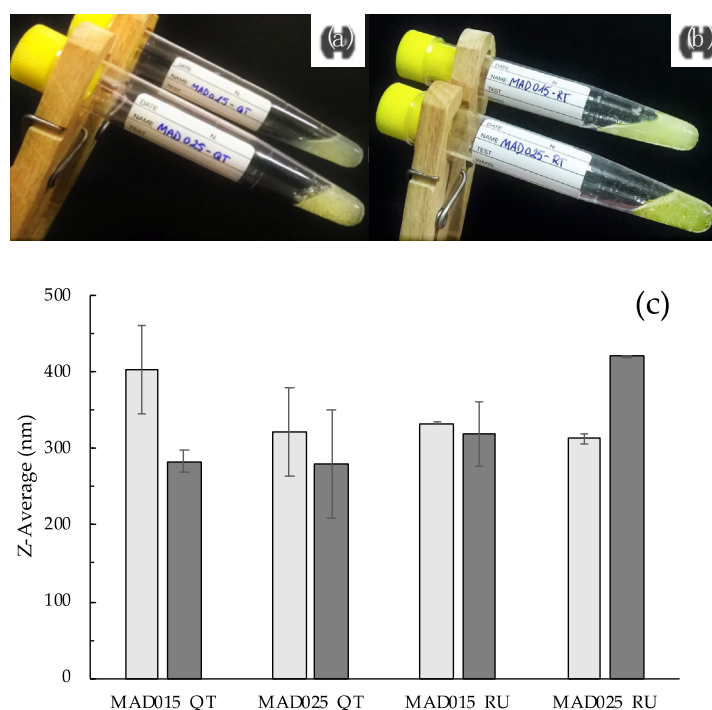 (a)
DATE
NAME N
MAD015-QT
TEST
DATE
NAME N
MAD025-QT
TEST
(b)
DATE
NAME N
MAD015-RT
TEST
DATE
NAME N
MAD025-RT
TEST
(c)
500
400
300
200
100
0
Z-Average (nm)
MAD015 QT
MAD025 QT
MAD015 RU
MAD025 RU